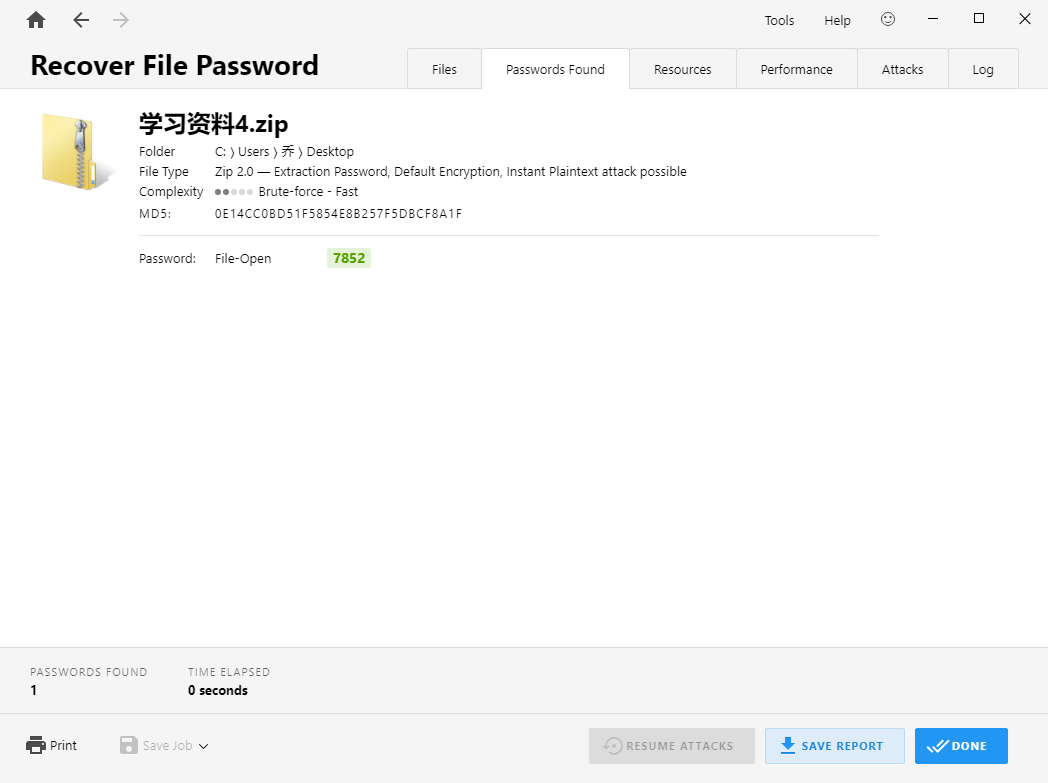 Tools Help
Recover File Password
Files Passwords Found Resources Performance Attacks Log
学习资料4.zip
Folder C: 〉Users 〉乔 〉Desktop
File Type Zip 2.0 — Extraction Password, Default Encryption, Instant Plaintext attack possible
Complexity Brute-force - Fast
MD5: 0E14CC0BD51F5854E8B257F5DBCF8A1F
Password: File-Open 7852
PASSWORDS FOUND TIME ELAPSED
1 0 seconds
Print Save Job RESUME ATTACKS SAVE REPORT DONE